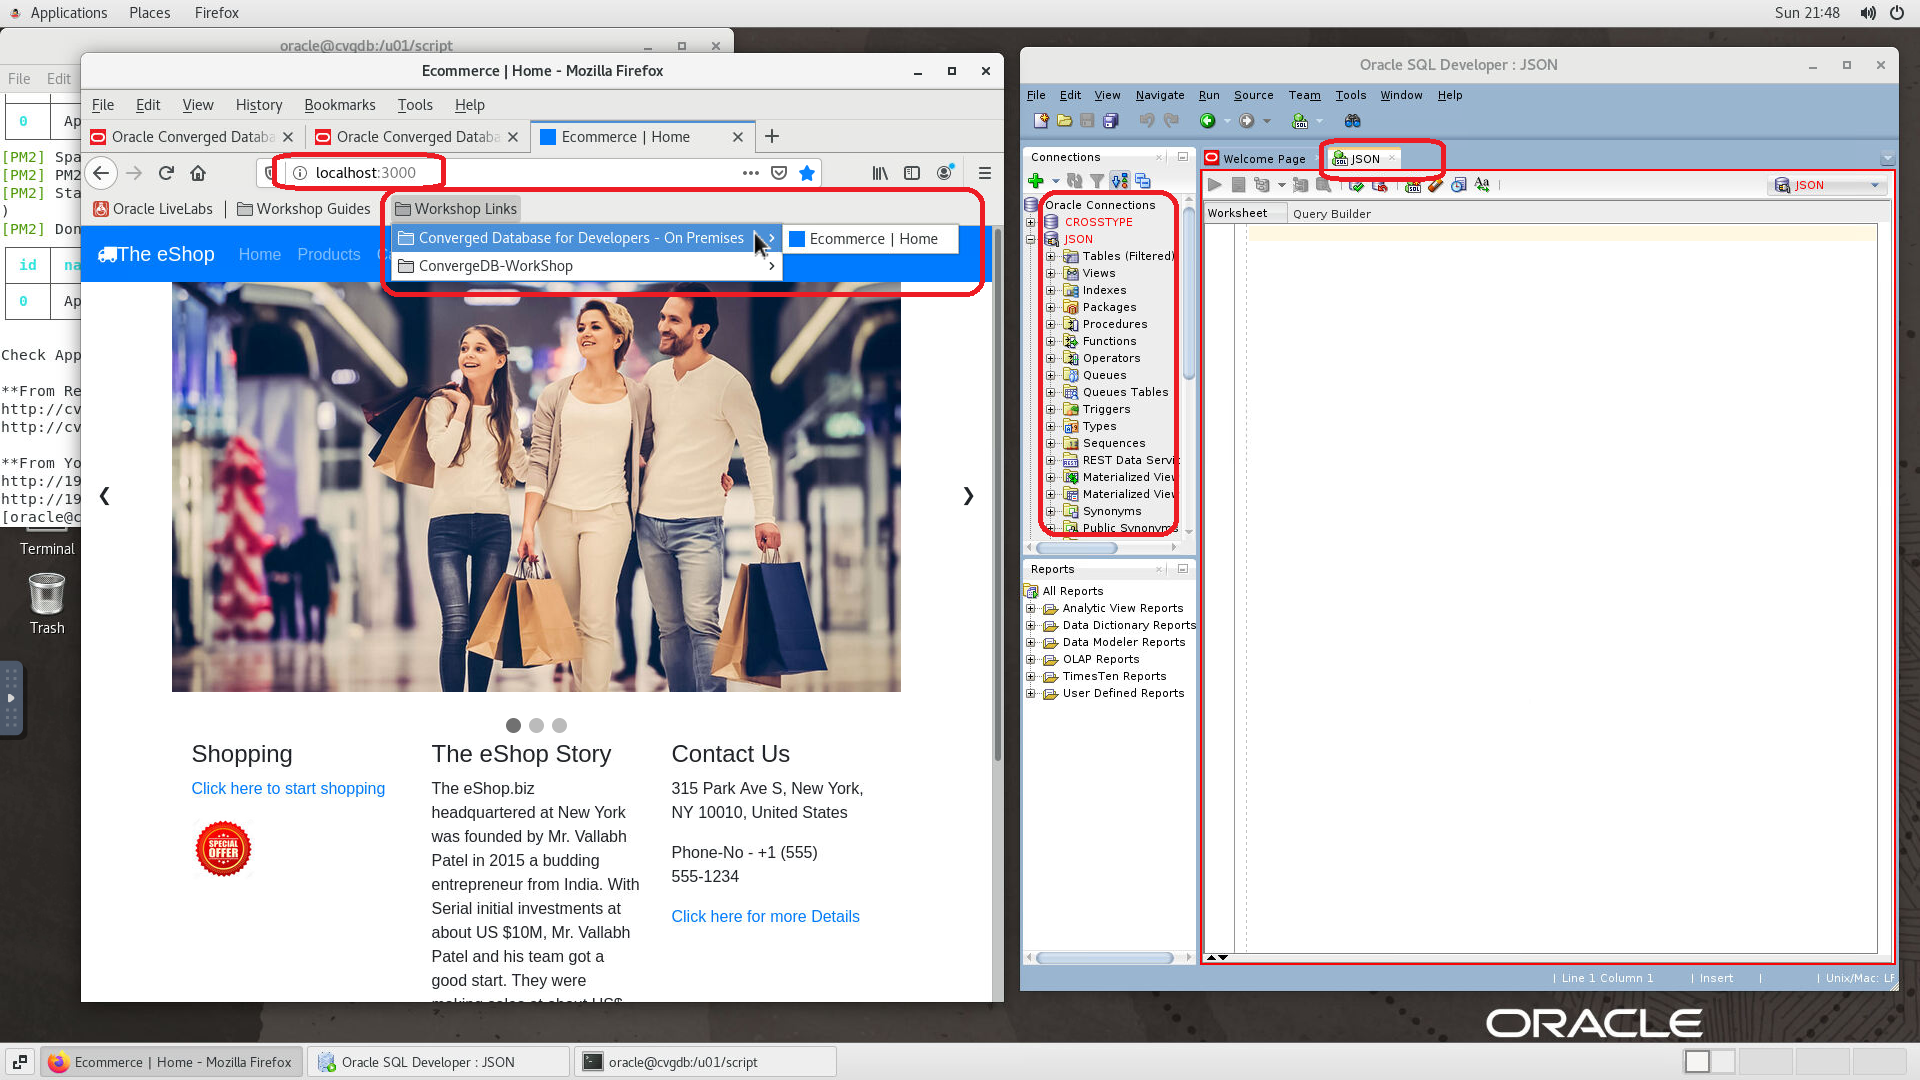 Applications Places Firefox
Sun 21:48
oracle@cvgdb:/u01/script
File Edit
0 Ap
[PM2] Spa
[PM2] PM2
[PM2] Sta
)
[PM2] Don
id na
0 Ap
Check App
**From Re
http://cv
http://cv
**From Yo
http://19
http://19
[oracle@c
Terminal
Trash
Ecommerce | Home - Mozilla Firefox
File Edit View History Bookmarks Tools Help
Oracle Converged Databa
Oracle Converged Databa
Ecommerce | Home
localhost:3000
Oracle LiveLabs
Workshop Guides
Workshop Links
Converged Database for Developers - On Premises
Ecommerce | Home
ConvergeDB-WorkShop
The eShop
Home Products
Shopping
Click here to start shopping
SPECIAL
OFFER
The eShop Story
The eShop.biz
headquartered at New York
was founded by Mr. Vallabh
Patel in 2015 a budding
entrepreneur from India. With
Serial initial investments at
about US $10M, Mr. Vallabh
Patel and his team got a
good start. They were
making sales at about US$
Contact Us
315 Park Ave S, New York,
NY 10010, United States
Phone-No - +1 (555)
555-1234
Click here for more Details
Oracle SQL Developer : JSON
File Edit View Navigate Run Source Team Tools Window Help
Connections
Oracle Connections
CROSSTYPE
JSON
Tables (Filtered)
Views
Indexes
Packages
Procedures
Functions
Operators
Queues
Queues Tables
Triggers
Types
Sequences
REST Data Servi
Materialized View
Materialized View
Synonyms
Public Synonyms
Reports
All Reports
Analytic View Reports
Data Dictionary Reports
Data Modeler Reports
OLAP Reports
TimesTen Reports
User Defined Reports
Welcome Page
JSON
Aa
JSON
Worksheet
Query Builder
Line 1 Column 1
Insert
Unix/Mac: LF
ORACLE
Ecommerce | Home - Mozilla Firefox
Oracle SQL Developer : JSON
oracle@cvgdb:/u01/script